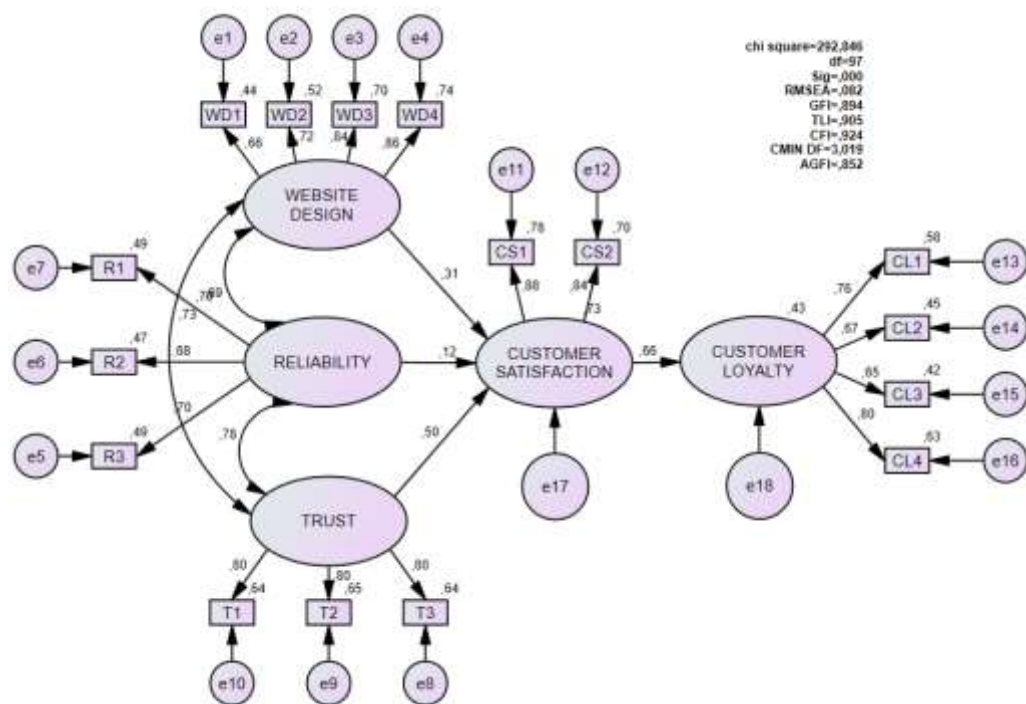 e1
e2
e3
e4
,44
,52
,70
,74
WD1
WD2
WD3
WD4
,66
,72
,84
,86
WEBSITE
DESIGN
chi square=292,846
df=97
Sig=,000
RMSEA=,082
GFI=,894
TLI=,905
CFI=,924
CMIN DF=3,019
AGFI=,852
e11
e12
,78
,70
CS1
CS2
,88
,84
,73
,31
e7
,49
R1
,70
,89
,73
e6
,47
R2
,68
RELIABILITY
,12
CUSTOMER
SATISFACTION
,66
,43
CUSTOMER
LOYALTY
,58
CL1
e13
,76
,45
CL2
e14
,67
,42
CL3
e15
,65
,63
CL4
e16
,80
e5
,49
R3
,70
,78
,50
e17
e18
TRUST
,80
,80
,80
,64
,65
,64
T1
T2
T3
e10
e9
e8